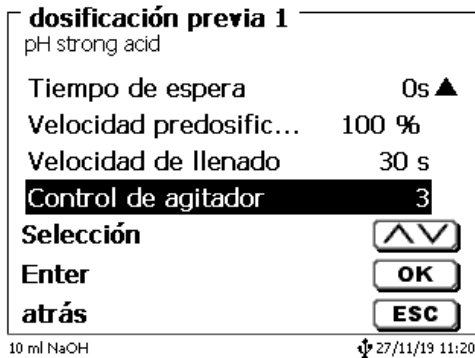 dosificación previa 1
pH strong acid
Tiempo de espera 0s▲
Velocidad predosific... 100 %
Velocidad de llenado 30 s
Control de agitador 3
Selección
Enter OK
atrás ESC
10 ml NaOH 27/11/19 11:20